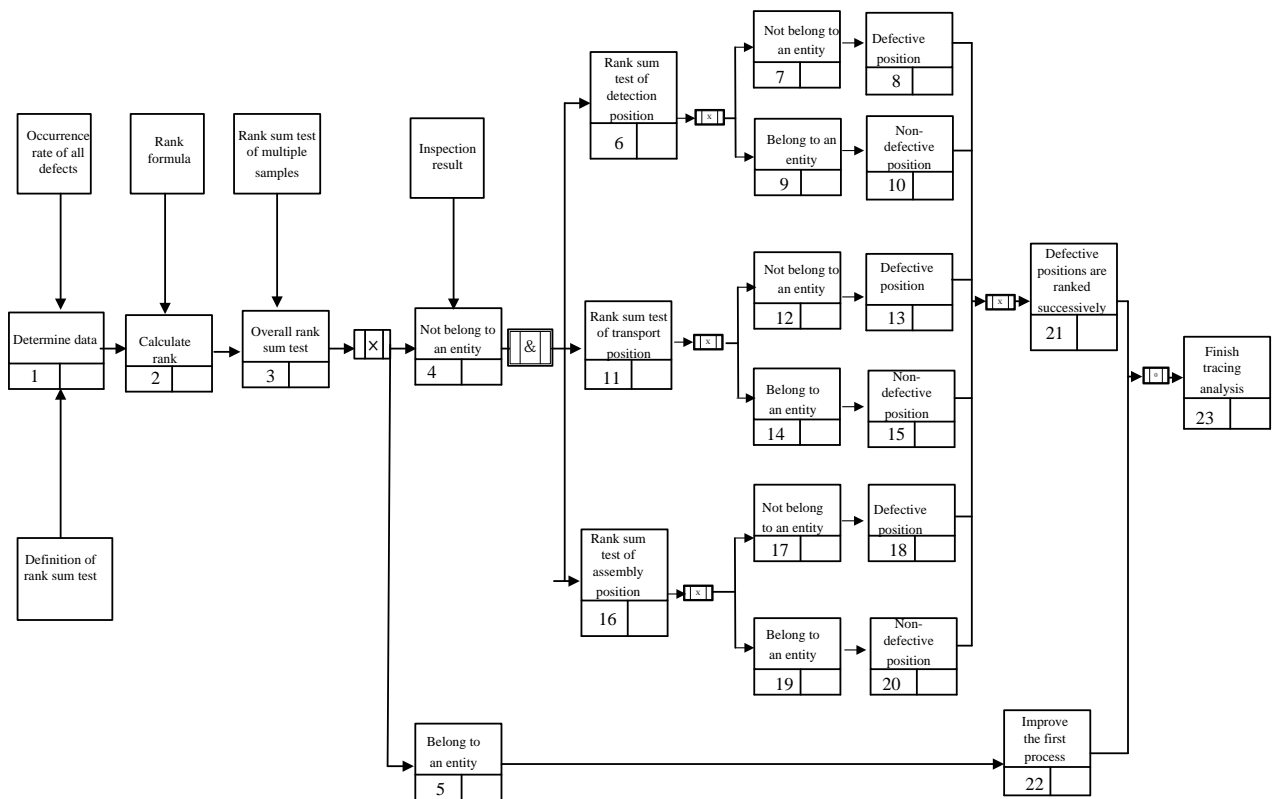 Occurrence
rate of all
defects
Rank
formula
Rank sum test
of multiple
samples
Inspection
result
Determine data
1
Calculate
rank
2
Overall rank
sum test
3
X
Not belong to
an entity
4
&
Definition of
rank sum test
Belong to
an entity
5
Rank sum
test of
detection
position
6
x
Not belong to
an entity
7
Defective
position
8
Belong to an
entity
9
Non-
defective
position
10
Rank sum test
of transport
position
11
x
Not belong to
an entity
12
Defective
position
13
Belong to
an entity
14
Non-
defective
position
15
Rank sum
test of
assembly
position
16
x
Not belong
to an entity
17
Defective
position
18
Belong to
an entity
19
Non-
defective
position
20
x
Defective
positions are
ranked
successively
21
Improve
the first
process
22
o
Finish
tracing
analysis
23